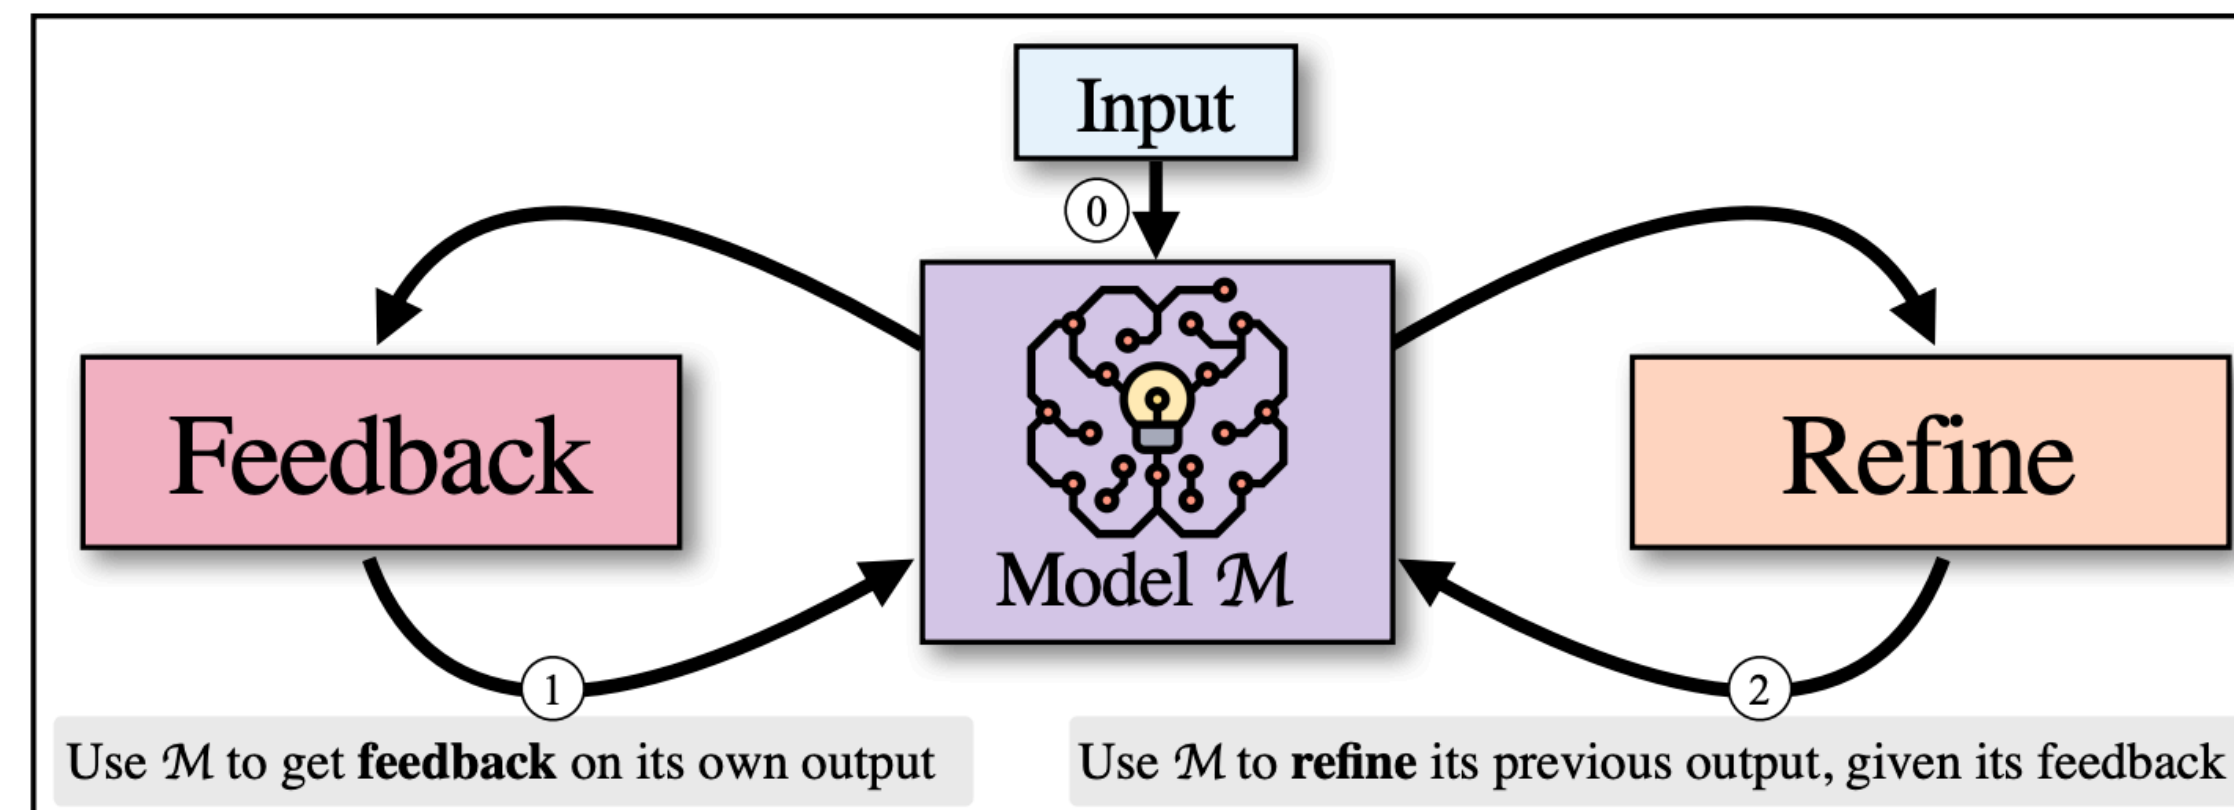 Input
0
Feedback
Model ℳ
Refine
1
2
Use ℳ to get feedback on its own output
Use ℳ to refine its previous output, given its feedback